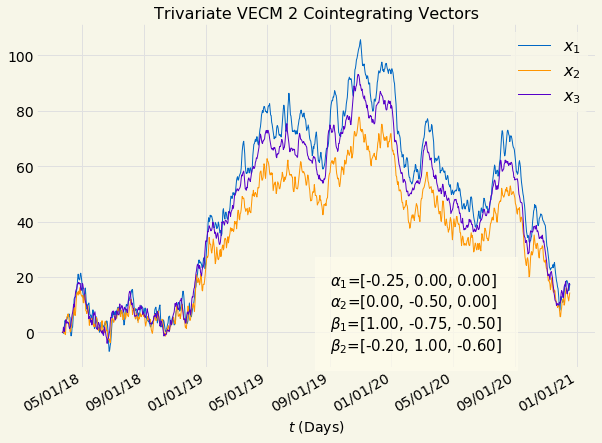 Trivariate VECM 2 Cointegrating Vectors
x₁
x₂
x₃
100
80
60
40
20
0
α₁=[-0.25, 0.00, 0.00]
α₂=[0.00, -0.50, 0.00]
β₁=[1.00, -0.75, -0.50]
β₂=[-0.20, 1.00, -0.60]
05/01/18 09/01/18 01/01/19 05/01/19 09/01/19 01/01/20 05/01/20 09/01/20 01/01/21
t (Days)